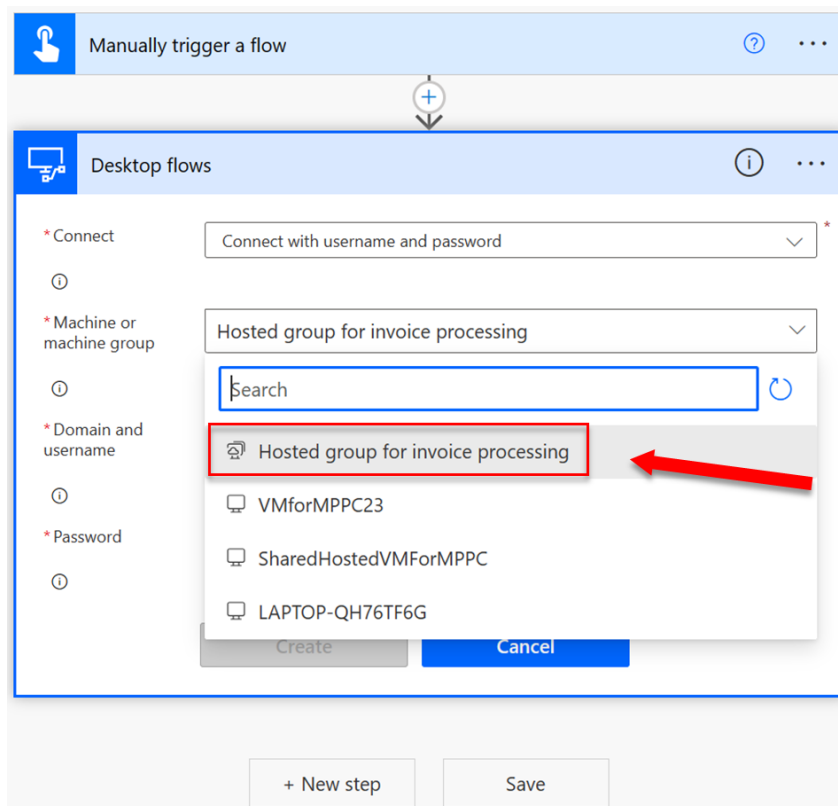 Manually trigger a flow
Desktop flows
* Connect
Connect with username and password
*
* Machine or
machine group
Hosted group for invoice processing
Search
Hosted group for invoice processing
* Domain and
username
VMforMPPC23
* Password
SharedHostedVMForMPPC
LAPTOP-QH76TF6G
Create
Cancel
+ New step
Save